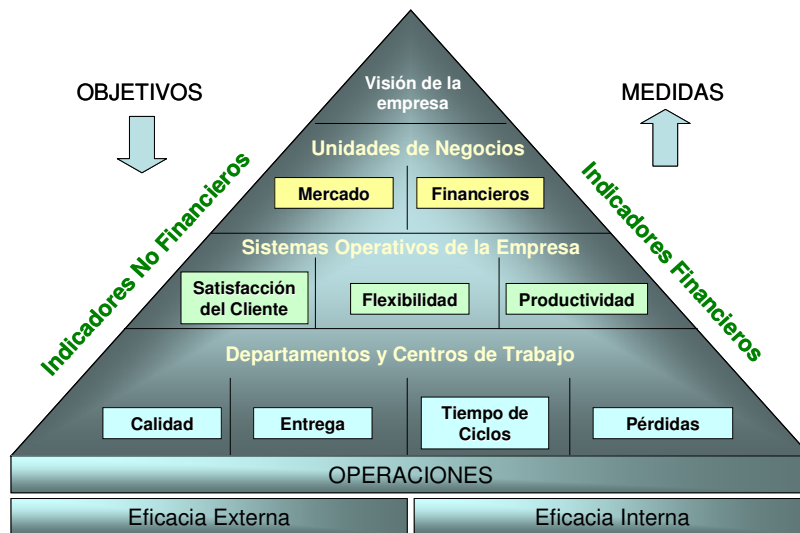 Visión de la
empresa
OBJETIVOS
MEDIDAS
Unidades de Negocios
Mercado
Financieros
Indicadores No Financieros
Indicadores Financieros
Sistemas Operativos de la Empresa
Satisfacción
del Cliente
Flexibilidad
Productividad
Departamentos y Centros de Trabajo
Calidad
Entrega
Tiempo de
Ciclos
Pérdidas
OPERACIONES
Eficacia Externa
Eficacia Interna